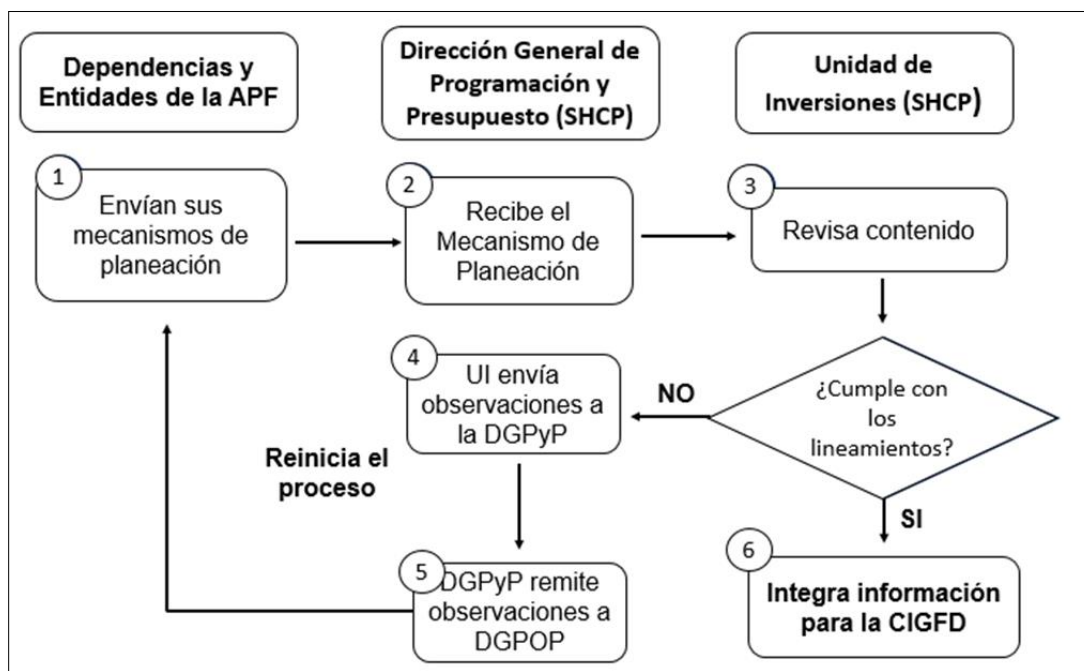 Dependencias y
Entidades de la APF
Dirección General de
Programación y
Presupuesto (SHCP)
Unidad de
Inversiones (SHCP)
1
Envían sus
mecanismos de
planeación
2
Recibe el
Mecanismo de
Planeación
3
Revisa contenido
¿Cumple con
los
lineamientos?
NO
4
UI envía
observaciones a
la DGPyP
Reinicia el
proceso
SI
5
DGPyP remite
observaciones a
DGPOP
6
Integra información
para la CIGFD